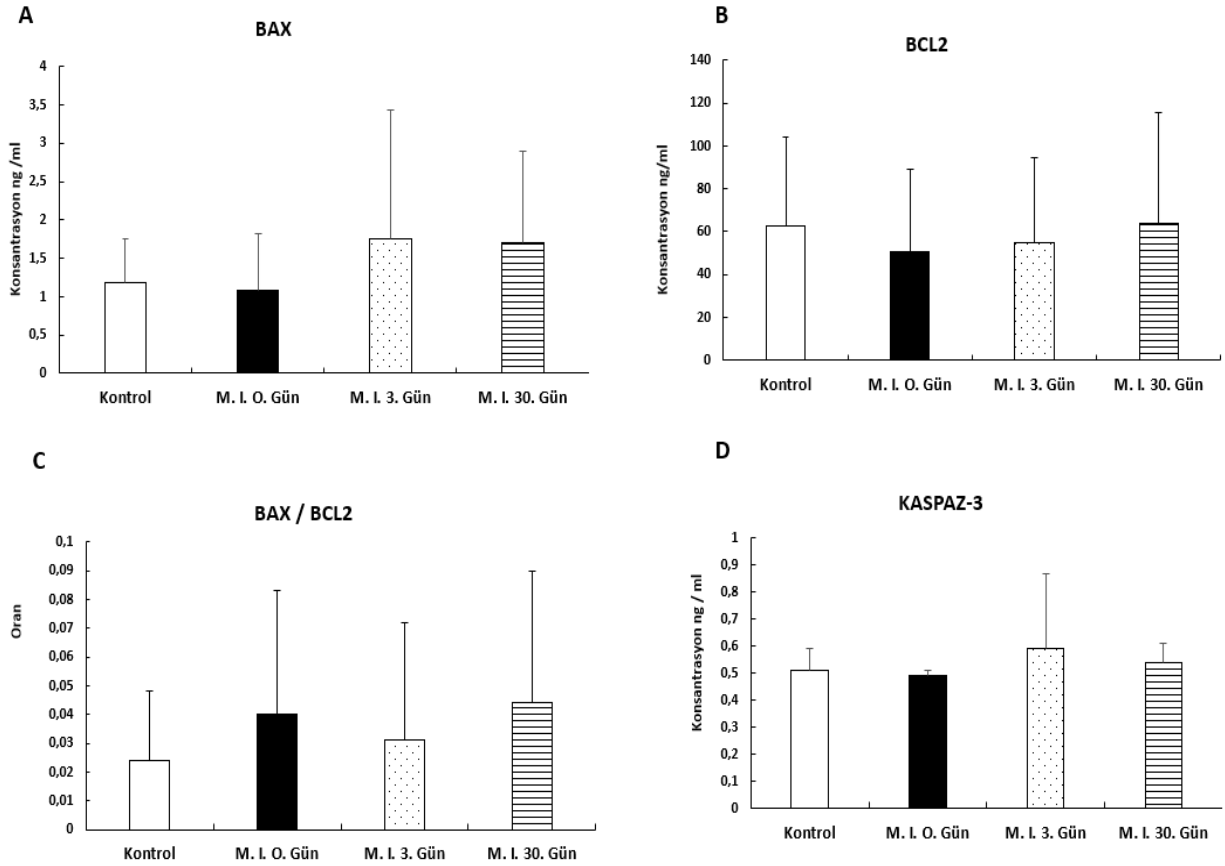 A
BAX
Konsantrasyon ng /ml
4
3,5
3
2,5
2
1,5
1
0,5
0
Kontrol M. I. O. Gün M. I. 3. Gün M. I. 30. Gün
B
BCL2
Konsantrasyon ng/ml
140
120
100
80
60
40
20
0
Kontrol M. I. O. Gün M. I. 3. Gün M. I. 30. Gün
C
BAX / BCL2
Oran
0,1
0,09
0,08
0,07
0,06
0,05
0,04
0,03
0,02
0,01
0
Kontrol M. I. O. Gün M. I. 3. Gün M. I. 30. Gün
D
KASPAZ-3
Konsantrasyon ng / ml
1
0,9
0,8
0,7
0,6
0,5
0,4
0,3
0,2
0,1
0
Kontrol M. I. O. Gün M. I. 3. Gün M. I. 30. Gün